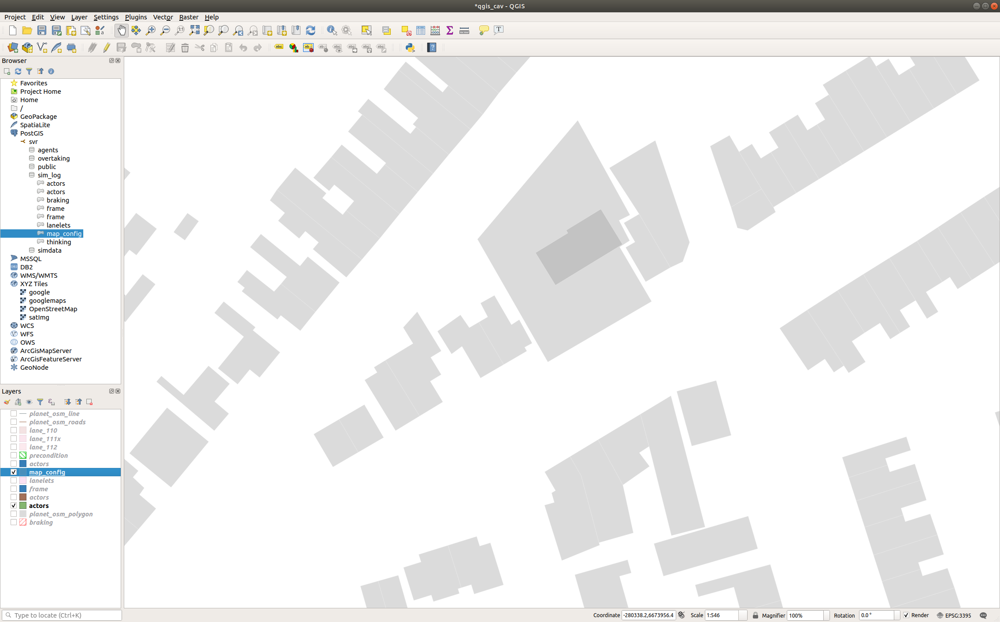 *qgis_cav - QGIS
Project Edit View Layer Settings Plugins Vector Raster Help
Browser
Favorites
Project Home
Home
/
GeoPackage
SpatiaLite
PostGIS
svr
agents
overtaking
public
sim_log
actors
actors
braking
frame
frame
lanelets
map_config
thinking
simdata
MSSQL
DB2
WMS/WMTS
XYZ Tiles
google
googlemaps
OpenStreetMap
satImg
WCS
WFS
OWS
ArcGisMapServer
ArcGisFeatureServer
GeoNode
Layers
planet_osm_line
planet_osm_roads
lane_110
lane_111x
lane_112
precondition
actors
map_config
lanelets
frame
actors
actors
planet_osm_polygon
braking
Type to locate (Ctrl+K)
Coordinate -280338.2,6673956.4 Scale 1:546 Magnifier 100% Rotation 0.0 ° Render EPSG:3395